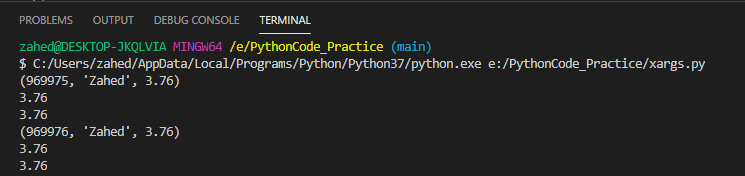 PROBLEMS OUTPUT DEBUG CONSOLE TERMINAL
zahed@DESKTOP-JKQLVIA MINGW64 /e/PythonCode_Practice (main)
$ C:/Users/zahed/AppData/Local/Programs/Python/Python37/python.exe e:/PythonCode_Practice/xargs.py
(969975, 'Zahed', 3.76)
3.76
3.76
(969976, 'Zahed', 3.76)
3.76
3.76